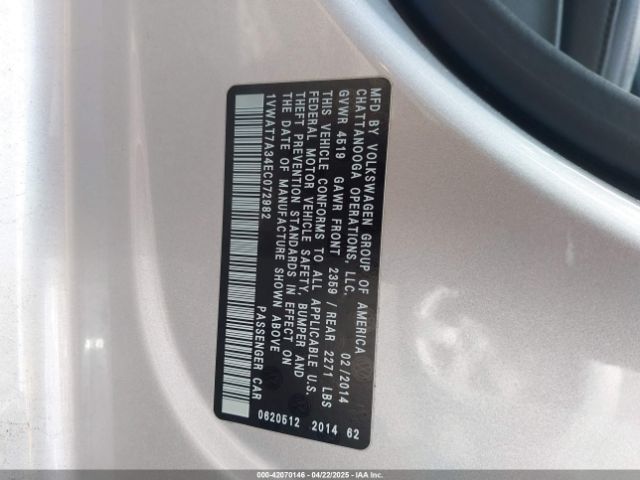 MFD BY VOLKSWAGEN GROUP OF AMERICA
CHATTANOOGA OPERATIONS, LLC. 02/2014
GVWR 4519 GAWR FRONT 2359 / REAR 2271 LBS
THIS VEHICLE CONFORMS TO ALL APPLICABLE U.S.
FEDERAL MOTOR VEHICLE SAFETY, BUMPER AND
THEFT PREVENTION STANDARDS IN EFFECT ON
THE DATE OF MANUFACTURE SHOWN ABOVE
1VWAT7A34EC072982 PASSENGER CAR
0620512 2014 62
000-42070146 - 04/22/2025 - IAA Inc. - Copyright